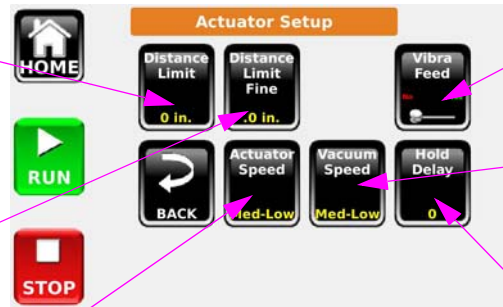 Actuator Setup
HOME
Distance
Limit
0 in.
Distance
Limit
Fine
.0 in.
Vibra
Feed
No
RUN
BACK
Actuator
Speed
Med-Low
Vacuum
Speed
Med-Low
Hold
Delay
0
STOP